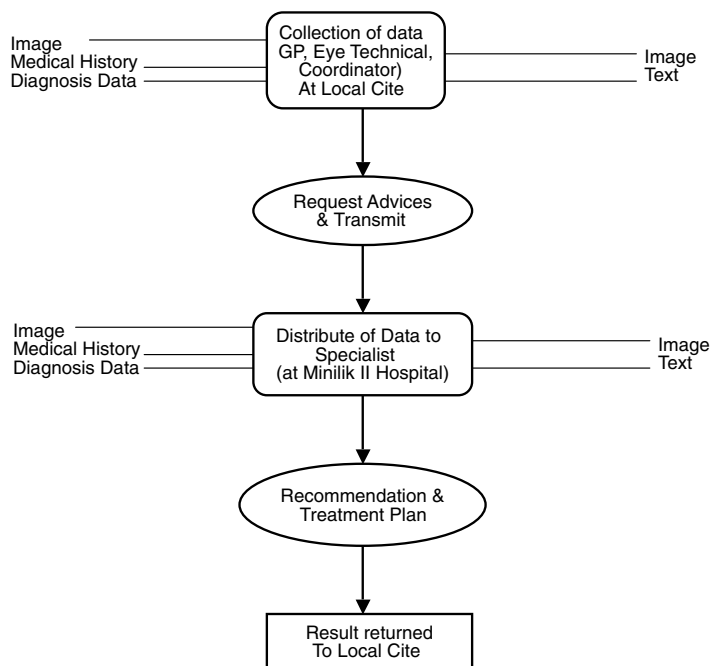 Image
Medical History
Diagnosis Data
Collection of data
GP, Eye Technical,
Coordinator)
At Local Cite
Image
Text
Request Advices
& Transmit
Image
Medical History
Diagnosis Data
Distribute of Data to
Specialist
(at Minilik II Hospital)
Image
Text
Recommendation &
Treatment Plan
Result returned
To Local Cite